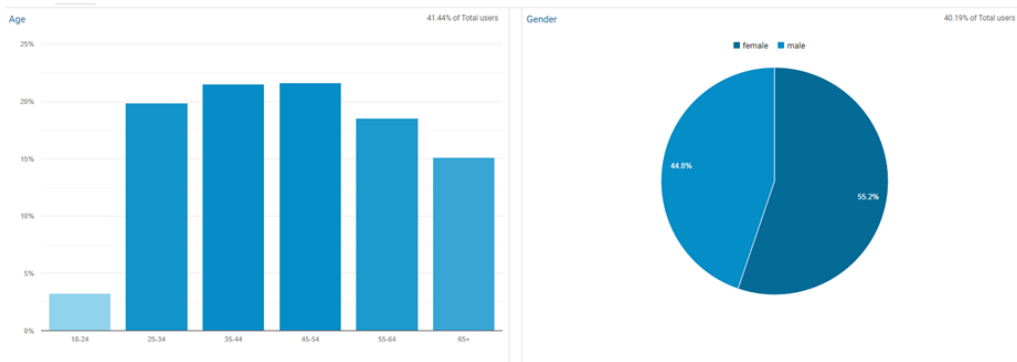 Age
41.44% of Total users
25%
20%
15%
10%
5%
0%
18-24
25-34
35-44
45-54
55-64
65+
Gender
40.19% of Total users
female
male
44.8%
55.2%